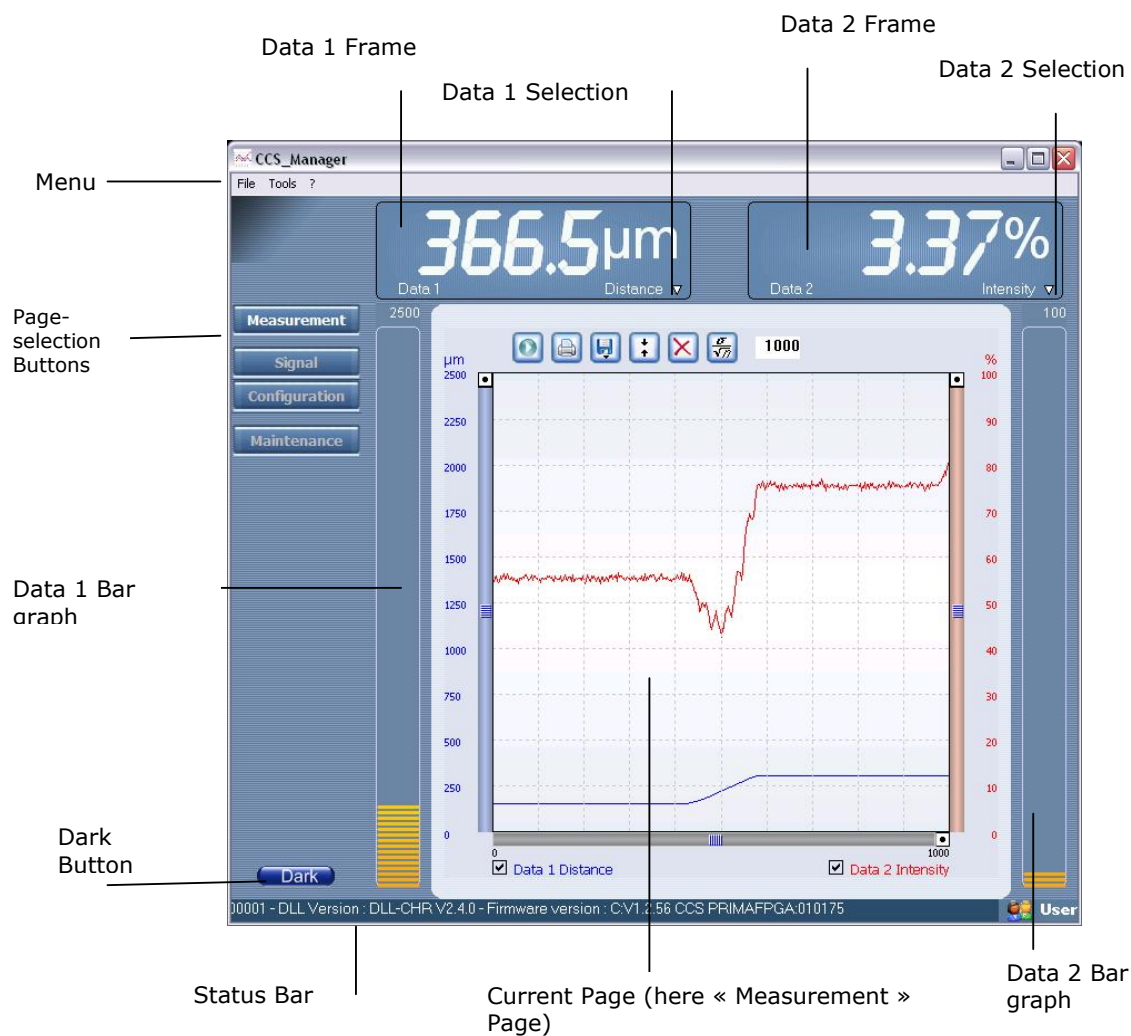 Data 1 Frame
Data 2 Frame
Data 1 Selection
Data 2 Selection
CCS_Manager
Menu
File Tools ?
366.5µm
Data 1
Distance
3.37%
Data 2
Intensity
Page-
selection
Buttons
Measurement
Signal
Configuration
Maintenance
2500
100
1000
µm
2500
2250
2000
1750
1500
1250
1000
750
500
250
0
%
100
90
80
70
60
50
40
30
20
10
0
σ
√n
0
1000
Data 1 Distance
Data 2 Intensity
Data 1 Bar
graph
Dark
Button
Dark
00001 - DLL Version : DLL-CHR V2.4.0 - Firmware version : C:V1.2.56 CCS PRIMAFPGA:010175
User
Status Bar
Current Page (here « Measurement »
Page)
Data 2 Bar
graph